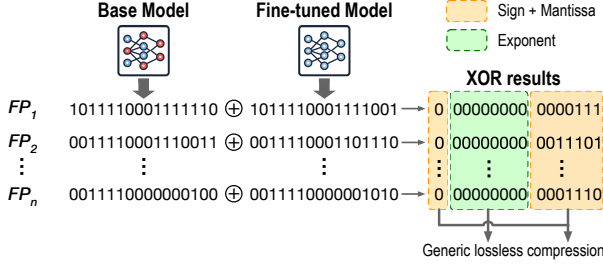 Base Model
Fine-tuned Model
Sign + Mantissa
Exponent
XOR results
FP1 1011110001111110 ⊕ 1011110001111001 0 00000000 0000111
FP2 0011110001110011 ⊕ 0011110001101110 0 00000000 0011101
⋮ ⋮ ⋮ ⋮ ⋮ ⋮
FPn 0011110000000100 ⊕ 0011110000001010 0 00000000 0001110
Generic lossless compression